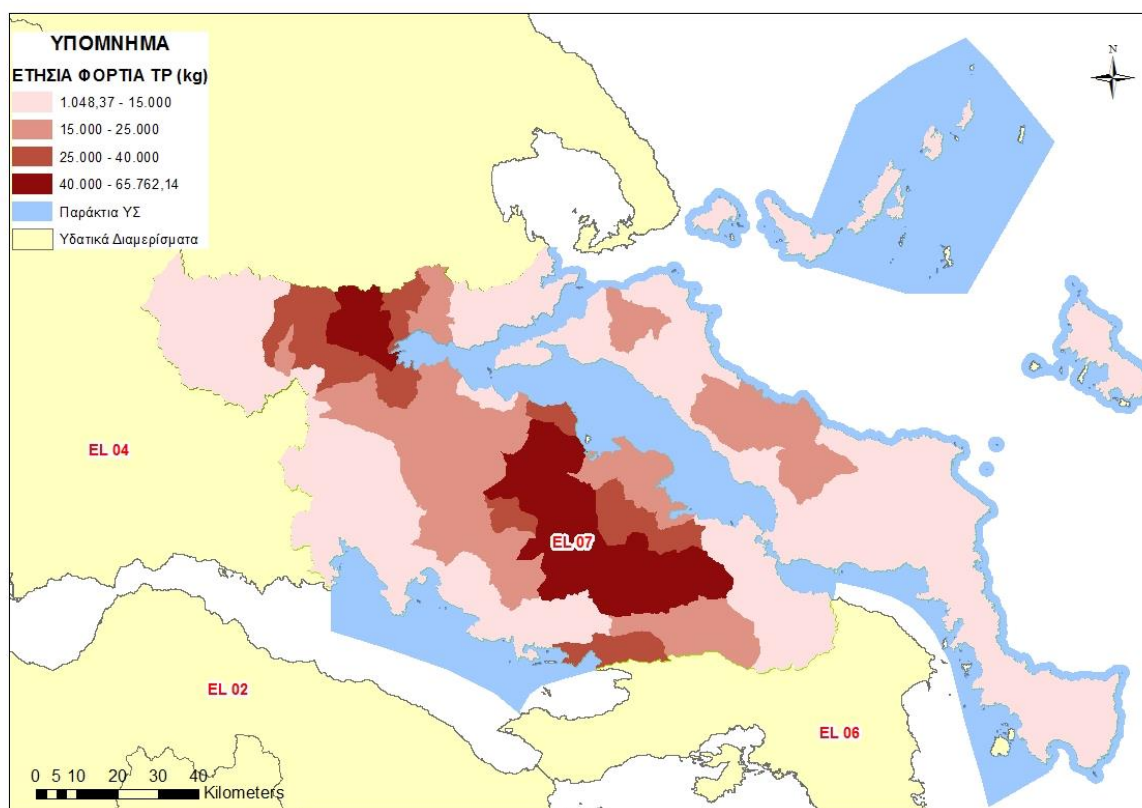 ΥΠΟΜΝΗΜΑ
ΕΤΗΣΙΑ ΦΟΡΤΙΑ TP (kg)
1.048,37 - 15.000
15.000 - 25.000
25.000 - 40.000
40.000 - 65.762,14
Παράκτια ΥΣ
Υδατικά Διαμερίσματα
N
EL 04
EL 07
EL 02
EL 06
0 5 10 20 30 40
Kilometers